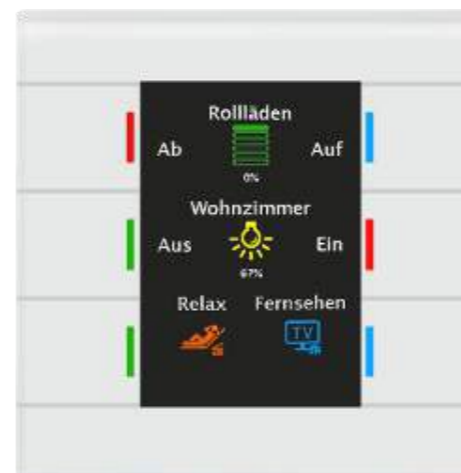 Rollläden
Ab Auf
0%
Wohnzimmer
Aus Ein
67%
Relax Fernsehen
TV